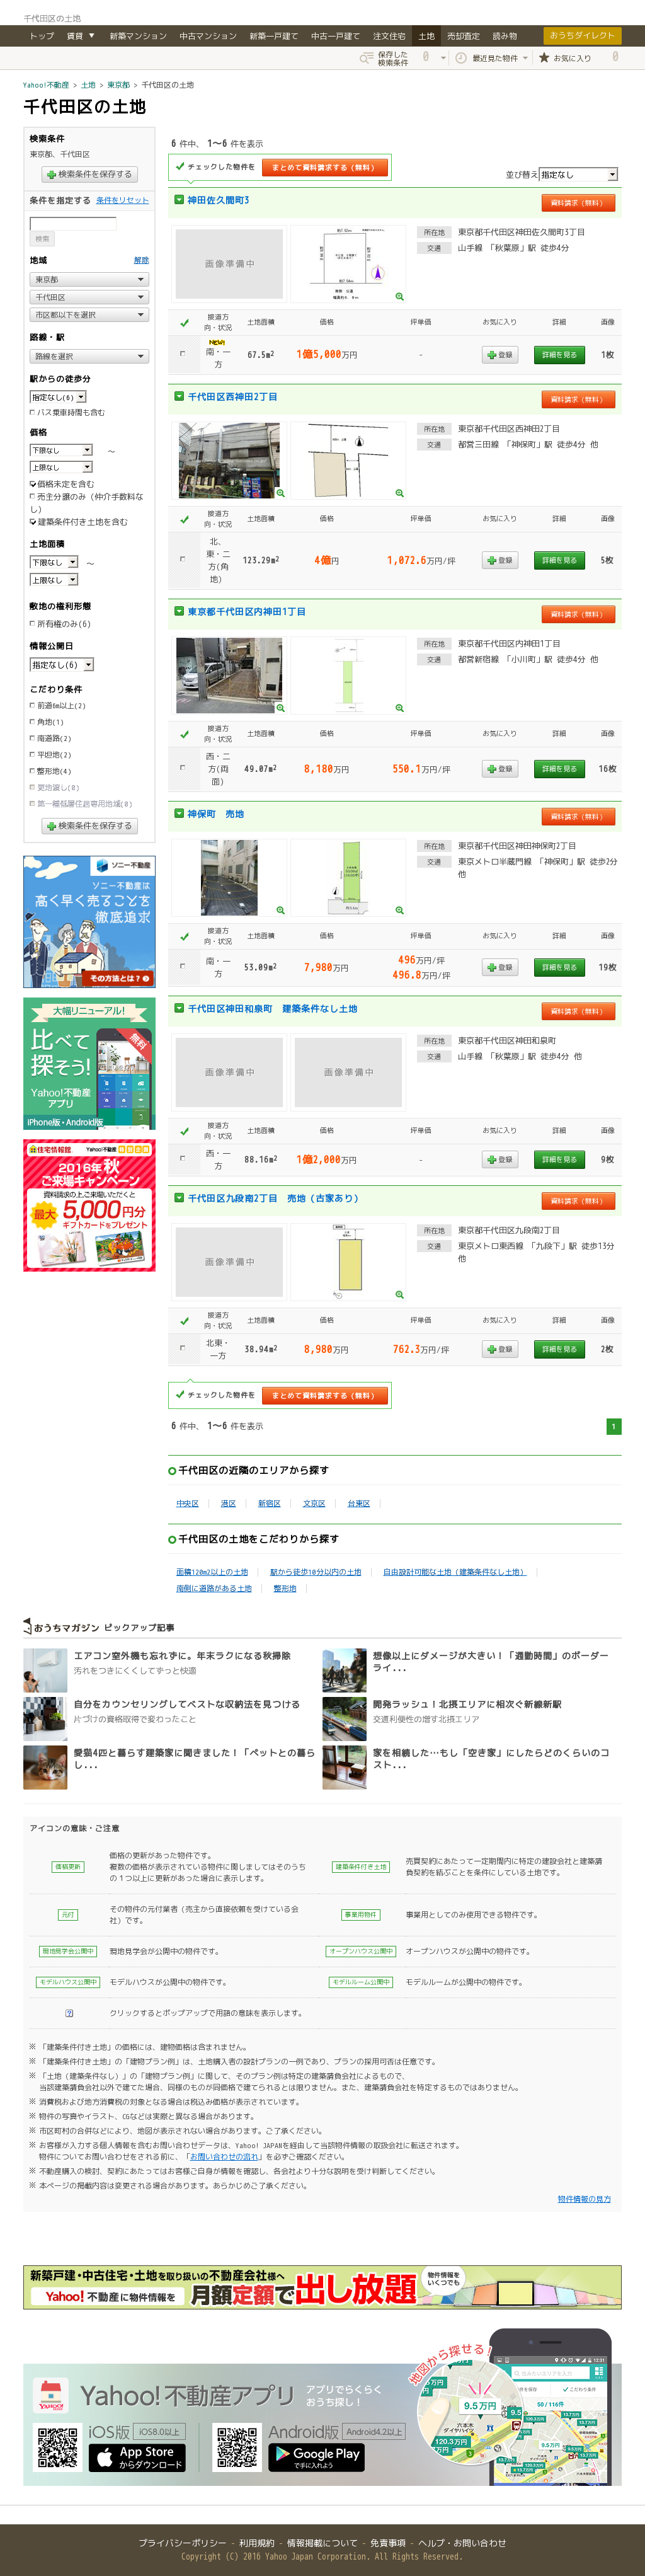 千代田区の土地
トップ 賃貸 ▼ 新築マンション 中古マンション 新築一戸建て 中古一戸建て 注文住宅 土地 売却査定 読み物 おうちダイレクト
保存した検索条件 0 最近見た物件 お気に入り 0
Yahoo!不動産 > 土地 > 東京都 > 千代田区の土地
千代田区の土地
検索条件
東京都、千代田区
検索条件を保存する
条件を指定する 条件をリセット
検索
地域 解除
東京都
千代田区
市区郡以下を選択
路線・駅
路線を選択
駅からの徒歩分
指定なし(6)
バス乗車時間も含む
価格
下限なし ～
上限なし
価格未定を含む
売主分譲のみ（仲介手数料なし）
建築条件付き土地を含む
土地面積
下限なし ～
上限なし
敷地の権利形態
所有権のみ(6)
情報公開日
指定なし(6)
こだわり条件
前道6m以上(2)
角地(1)
南道路(2)
平坦地(2)
整形地(4)
更地渡し(0)
第一種低層住居専用地域(0)
検索条件を保存する
ソニー不動産
ソニー不動産は
高く早く売ることを
徹底追求
その方法とは?
大幅リニューアル!
比べて探そう!
無料
Yahoo!不動産アプリ
iPhone版・Android版
住宅情報館 Yahoo!不動産
2016年秋
ご来場キャンペーン
資料請求の上ご来場いただくと
最大5,000円分
ギフトカードをプレゼント
6 件中、 1～6 件を表示
チェックした物件を まとめて資料請求する（無料）
並び替え 指定なし
神田佐久間町3 資料請求（無料）
画像準備中
所在地 東京都千代田区神田佐久間町3丁目
交通 山手線 「秋葉原」駅 徒歩4分
接道方向・状況 土地面積 価格 坪単価 お気に入り 詳細 画像
NEW! 南・一方 67.5m2 1億5,000万円 - 登録 詳細を見る 1枚
千代田区西神田2丁目 資料請求（無料）
所在地 東京都千代田区西神田2丁目
交通 都営三田線 「神保町」駅 徒歩4分 他
接道方向・状況 土地面積 価格 坪単価 お気に入り 詳細 画像
北、東・二方(角地) 123.29m2 4億円 1,072.6万円/坪 登録 詳細を見る 5枚
東京都千代田区内神田1丁目 資料請求（無料）
所在地 東京都千代田区内神田1丁目
交通 都営新宿線 「小川町」駅 徒歩4分 他
接道方向・状況 土地面積 価格 坪単価 お気に入り 詳細 画像
西・二方(両面) 49.07m2 8,180万円 550.1万円/坪 登録 詳細を見る 16枚
神保町 売地 資料請求（無料）
所在地 東京都千代田区神田神保町2丁目
交通 東京メトロ半蔵門線 「神保町」駅 徒歩2分 他
接道方向・状況 土地面積 価格 坪単価 お気に入り 詳細 画像
南・一方 53.09m2 7,980万円 496万円/坪 496.8万円/坪 登録 詳細を見る 19枚
千代田区神田和泉町 建築条件なし土地 資料請求（無料）
画像準備中 画像準備中
所在地 東京都千代田区神田和泉町
交通 山手線 「秋葉原」駅 徒歩4分 他
接道方向・状況 土地面積 価格 坪単価 お気に入り 詳細 画像
西・一方 88.16m2 1億2,000万円 - 登録 詳細を見る 9枚
千代田区九段南2丁目 売地（古家あり） 資料請求（無料）
画像準備中
所在地 東京都千代田区九段南2丁目
交通 東京メトロ東西線 「九段下」駅 徒歩13分 他
接道方向・状況 土地面積 価格 坪単価 お気に入り 詳細 画像
北東・一方 38.94m2 8,980万円 762.3万円/坪 登録 詳細を見る 2枚
チェックした物件を まとめて資料請求する（無料）
6 件中、 1～6 件を表示 1
千代田区の近隣のエリアから探す
中央区 港区 新宿区 文京区 台東区
千代田区の土地をこだわりから探す
面積120m2以上の土地 駅から徒歩10分以内の土地 自由設計可能な土地（建築条件なし土地）
南側に道路がある土地 整形地
おうちマガジン ピックアップ記事
エアコン室外機も忘れずに。年末ラクになる秋掃除
汚れをつきにくくしてずっと快適
想像以上にダメージが大きい！「通勤時間」のボーダーライ...
自分をカウンセリングしてベストな収納法を見つける
片づけの資格取得で変わったこと
開発ラッシュ！北摂エリアに相次ぐ新線新駅
交通利便性の増す北摂エリア
愛猫4匹と暮らす建築家に聞きました！「ペットとの暮らし...
家を相続した…もし「空き家」にしたらどのくらいのコスト...
アイコンの意味・ご注意
価格更新 価格の更新があった物件です。
複数の価格が表示されている物件に関しましてはそのうちの１つ以上に更新があった場合に表示します。
建築条件付き土地 売買契約にあたって一定期間内に特定の建設会社と建築請負契約を結ぶことを条件にしている土地です。
元付 その物件の元付業者（売主から直接依頼を受けている会社）です。
事業用物件 事業用としてのみ使用できる物件です。
現地見学会公開中 現地見学会が公開中の物件です。
オープンハウス公開中 オープンハウスが公開中の物件です。
モデルハウス公開中 モデルハウスが公開中の物件です。
モデルルーム公開中 モデルルームが公開中の物件です。
? クリックするとポップアップで用語の意味を表示します。
※ 「建築条件付き土地」の価格には、建物価格は含まれません。
※ 「建築条件付き土地」の「建物プラン例」は、土地購入者の設計プランの一例であり、プランの採用可否は任意です。
※ 「土地（建築条件なし）」の「建物プラン例」に関して、そのプラン例は特定の建築請負会社によるもので、
当該建築請負会社以外で建てた場合、同様のものが同価格で建てられるとは限りません。また、建築請負会社を特定するものではありません。
※ 消費税および地方消費税の対象となる場合は税込み価格が表示されています。
※ 物件の写真やイラスト、CGなどは実際と異なる場合があります。
※ 市区町村の合併などにより、地図が表示されない場合があります。ご了承ください。
※ お客様が入力する個人情報を含むお問い合わせデータは、Yahoo! JAPANを経由して当該物件情報の取扱会社に転送されます。
物件についてお問い合わせをされる前に、「お問い合わせの流れ」を必ずご確認ください。
※ 不動産購入の検討、契約にあたってはお客様ご自身が情報を確認し、各会社より十分な説明を受け判断してください。
※ 本ページの掲載内容は変更される場合があります。あらかじめご了承ください。
物件情報の見方
新築戸建・中古住宅・土地を取り扱いの不動産会社様へ
Yahoo!不動産に物件情報を 月額定額で出し放題
物件情報をいくつでも
Yahoo!不動産アプリ アプリでらくらくおうち探し！
iOS版 iOS8.0以上 App Storeからダウンロード
Android版 Android4.2以上 Google Playで手に入れよう
地図から探せる!
9.5万円
六本木
120.3万円
50/116件
プライバシーポリシー - 利用規約 - 情報掲載について - 免責事項 - ヘルプ・お問い合わせ
Copyright (C) 2016 Yahoo Japan Corporation. All Rights Reserved.